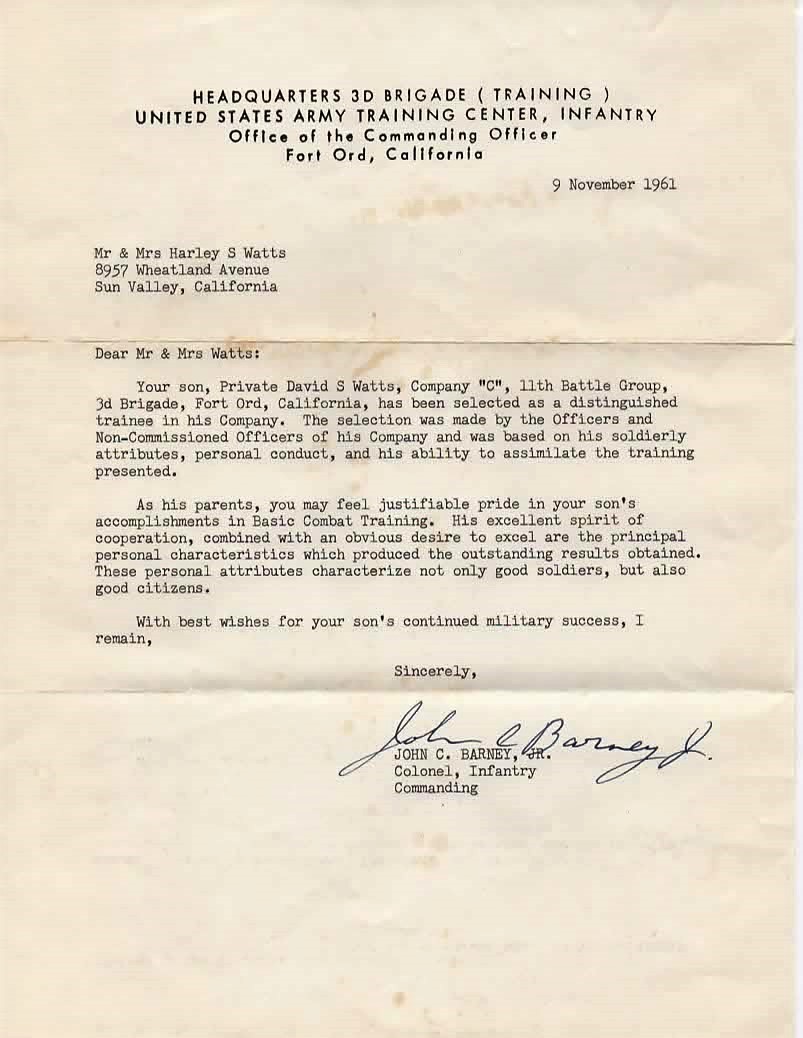 HEADQUARTERS 3D BRIGADE ( TRAINING )
UNITED STATES ARMY TRAINING CENTER, INFANTRY
Office of the Commanding Officer
Fort Ord, California
9 November 1961
Mr & Mrs Harley S Watts
8957 Wheatland Avenue
Sun Valley, California
Dear Mr & Mrs Watts:
Your son, Private David S Watts, Company "C", 11th Battle Group,
3d Brigade, Fort Ord, California, has been selected as a distinguished
trainee in his Company. The selection was made by the Officers and
Non-Commissioned Officers of his Company and was based on his soldierly
attributes, personal conduct, and his ability to assimilate the training
presented.
As his parents, you may feel justifiable pride in your son's
accomplishments in Basic Combat Training. His excellent spirit of
cooperation, combined with an obvious desire to excel are the principal
personal characteristics which produced the outstanding results obtained.
These personal attributes characterize not only good soldiers, but also
good citizens.
With best wishes for your son's continued military success, I
remain,
Sincerely,
John C Barney Jr.
JOHN C. BARNEY, JR.
Colonel, Infantry
Commanding